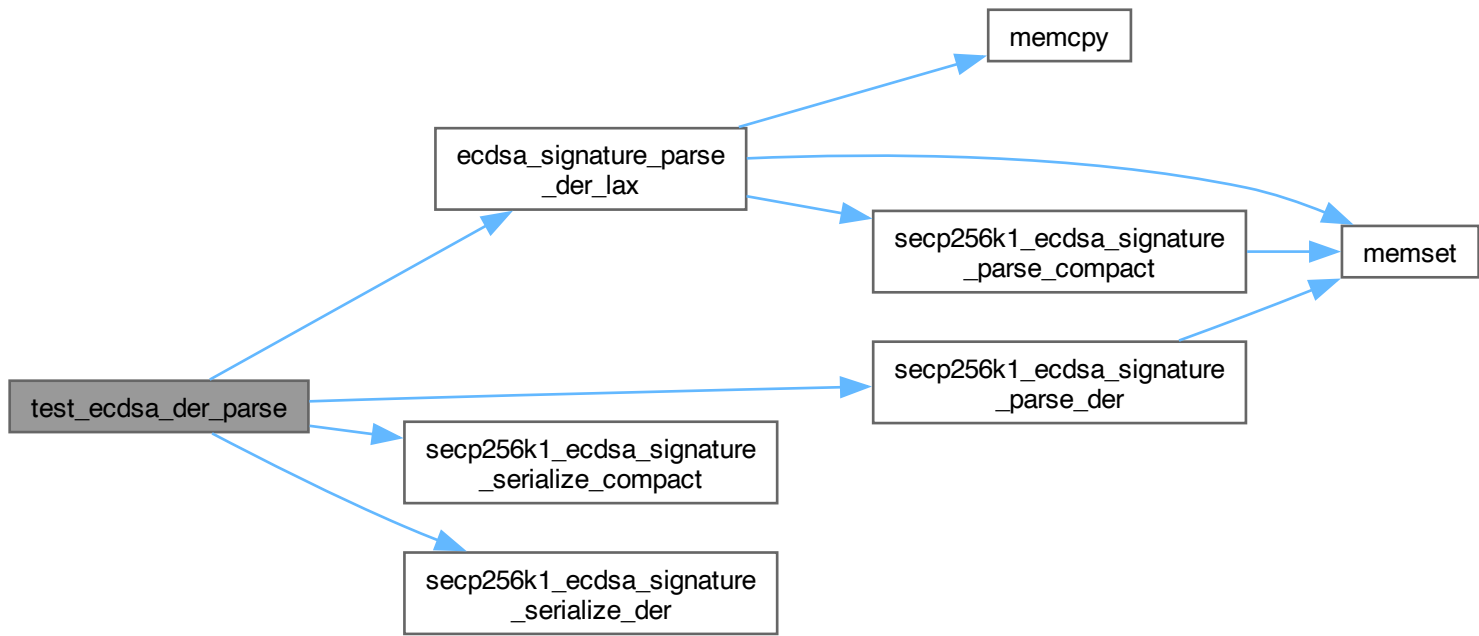 memcpy
ecdsa_signature_parse
_der_lax
secp256k1_ecdsa_signature
_parse_compact
memset
secp256k1_ecdsa_signature
_parse_der
test_ecdsa_der_parse
secp256k1_ecdsa_signature
_serialize_compact
secp256k1_ecdsa_signature
_serialize_der